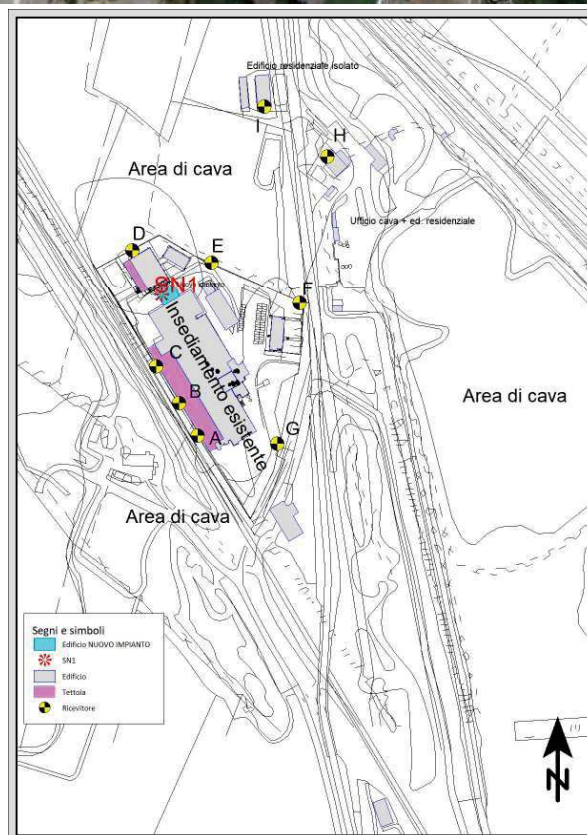 Edificio residenziale isolato
I
H
Area di cava
Ufficio cava + ed. residenziale
D
E
SN1
F
C
Insediamento esistente
B
Area di cava
A
G
Area di cava
Segni e simboli
Edificio NUOVO IMPIANTO
SN1
Edificio
Tettoia
Ricevitore
N